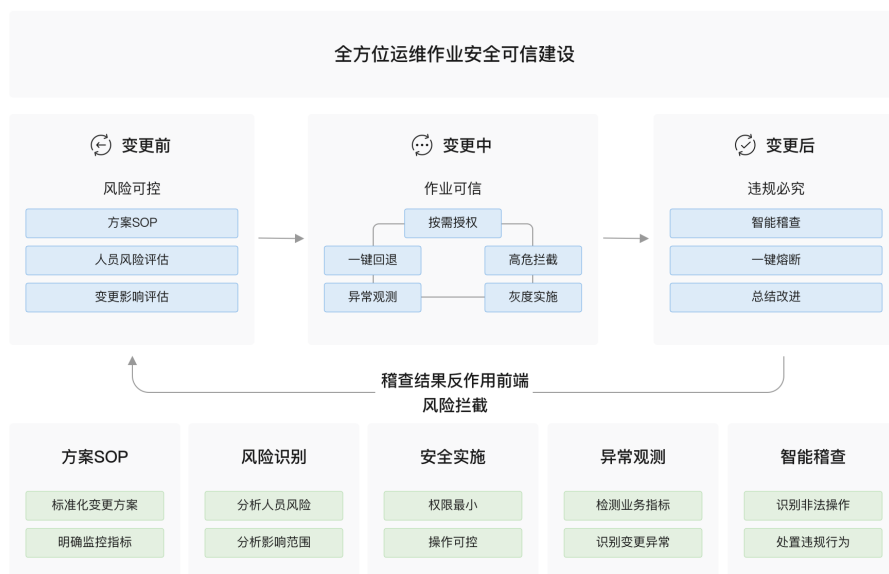 全方位运维作业安全可信建设
变更前
风险可控
方案SOP
人员风险评估
变更影响评估
变更中
作业可信
按需授权
一键回退
高危拦截
异常观测
灰度实施
变更后
违规必究
智能稽查
一键熔断
总结改进
稽查结果反作用前端
风险拦截
方案SOP
标准化变更方案
明确监控指标
风险识别
分析人员风险
分析影响范围
安全实施
权限最小
操作可控
异常观测
检测业务指标
识别变更异常
智能稽查
识别非法操作
处置违规行为